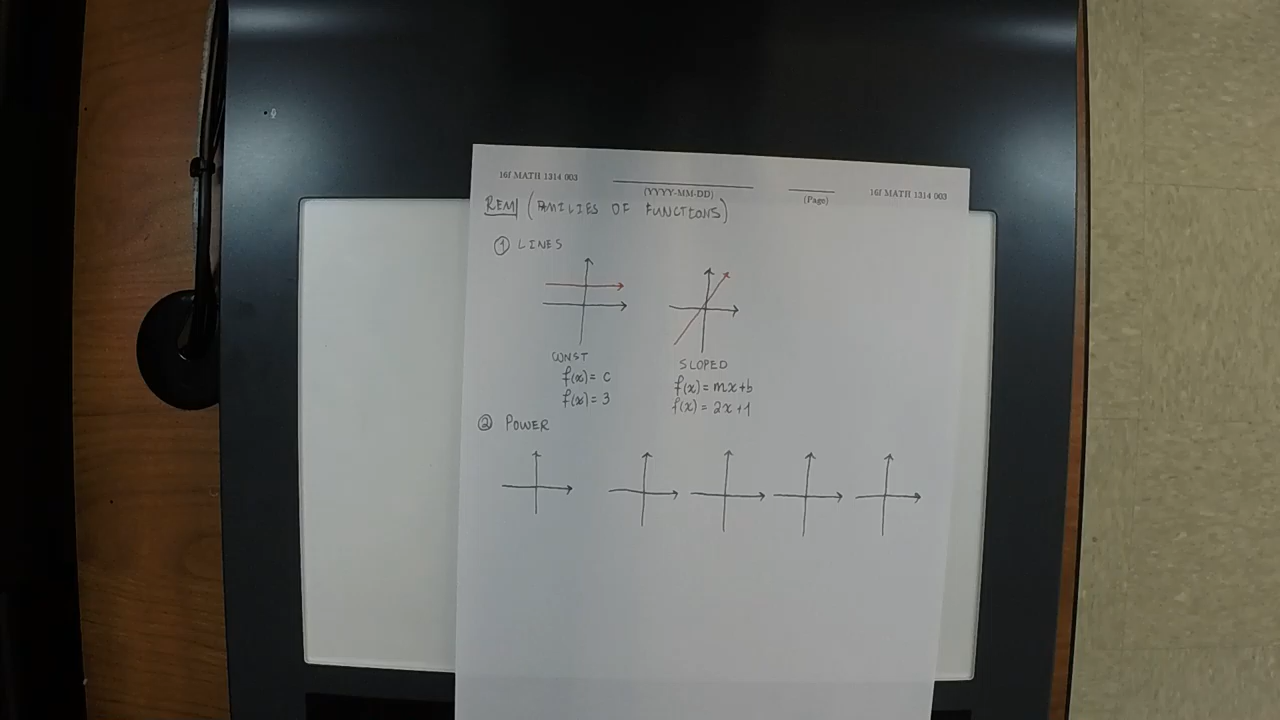 16f MATH 1314 003
(YYYY-MM-DD)
(Page)
16f MATH 1314 003
REM (FAMILIES OF FUNCTIONS)
① LINES
CONST
f(x) = c
f(x) = 3
SLOPED
f(x) = mx+b
f(x) = 2x+1
② POWER